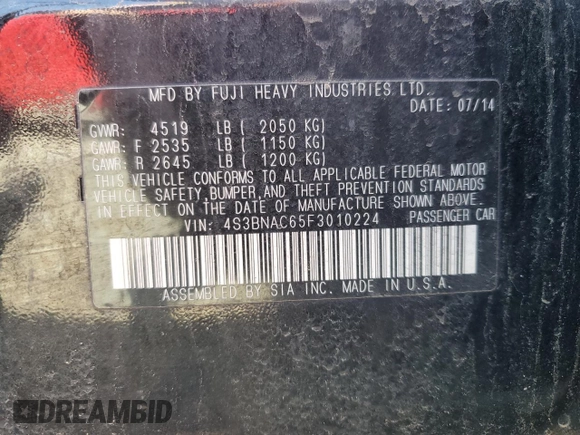 MFD BY FUJI HEAVY INDUSTRIES LTD.
DATE: 07/14
GVWR: 4519 LB ( 2050 KG)
GAWR: F 2535 LB ( 1150 KG)
GAWR: R 2645 LB ( 1200 KG)
THIS VEHICLE CONFORMS TO ALL APPLICABLE FEDERAL MOTOR
VEHICLE SAFETY,BUMPER,AND THEFT PREVENTION STANDARDS
IN EFFECT ON THE DATE OF MANUFACTURE SHOWN ABOVE.
VIN: 4S3BNAC65F3010224 PASSENGER CAR
ASSEMBLED BY SIA INC. MADE IN U.S.A.
DREAMBID